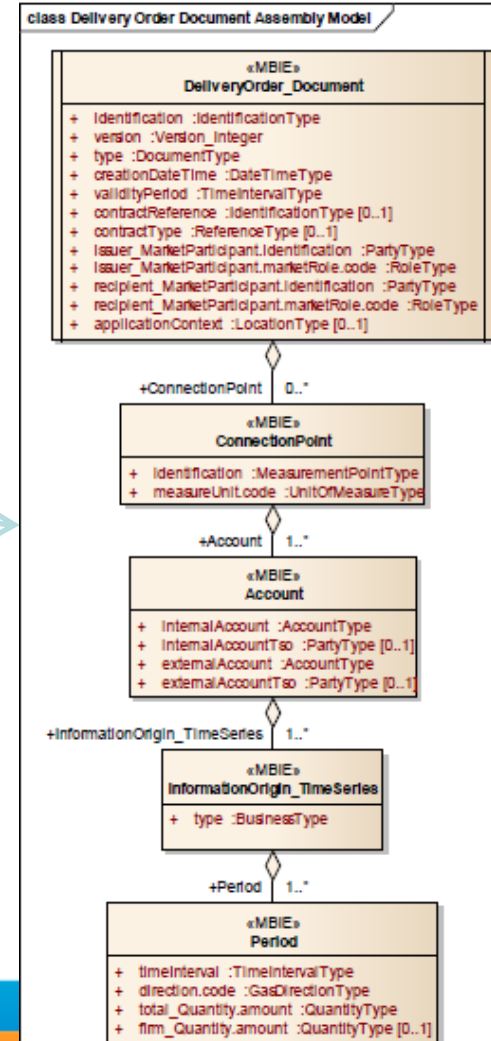 class Delivery Order Document Assembly Model
«MBIE»
DeliveryOrder_Document
+ identification :IdentificationType
+ version :Version_Integer
+ type :DocumentType
+ creationDateTime :DateTimeType
+ validityPeriod :TimeIntervalType
+ contractReference :IdentificationType [0..1]
+ contractType :ReferenceType [0..1]
+ issuer_MarketParticipant.identification :PartyType
+ issuer_MarketParticipant.marketRole.code :RoleType
+ recipient_MarketParticipant.identification :PartyType
+ recipient_MarketParticipant.marketRole.code :RoleType
+ applicationContext :LocationType [0..1]
+ConnectionPoint 0..*
«MBIE»
ConnectionPoint
+ identification :MeasurementPointType
+ measureUnit.code :UnitOfMeasureType
+Account 1..*
«MBIE»
Account
+ internalAccount :AccountType
+ internalAccountTso :PartyType [0..1]
+ externalAccount :AccountType
+ externalAccountTso :PartyType [0..1]
+InformationOrigin_TimeSeries 1..*
«MBIE»
InformationOrigin_TimeSeries
+ type :BusinessType
+Period 1..*
«MBIE»
Period
+ timeInterval :TimeIntervalType
+ direction.code :GasDirectionType
+ total_Quantity.amount :QuantityType
+ firm_Quantity.amount :QuantityType [0..1]